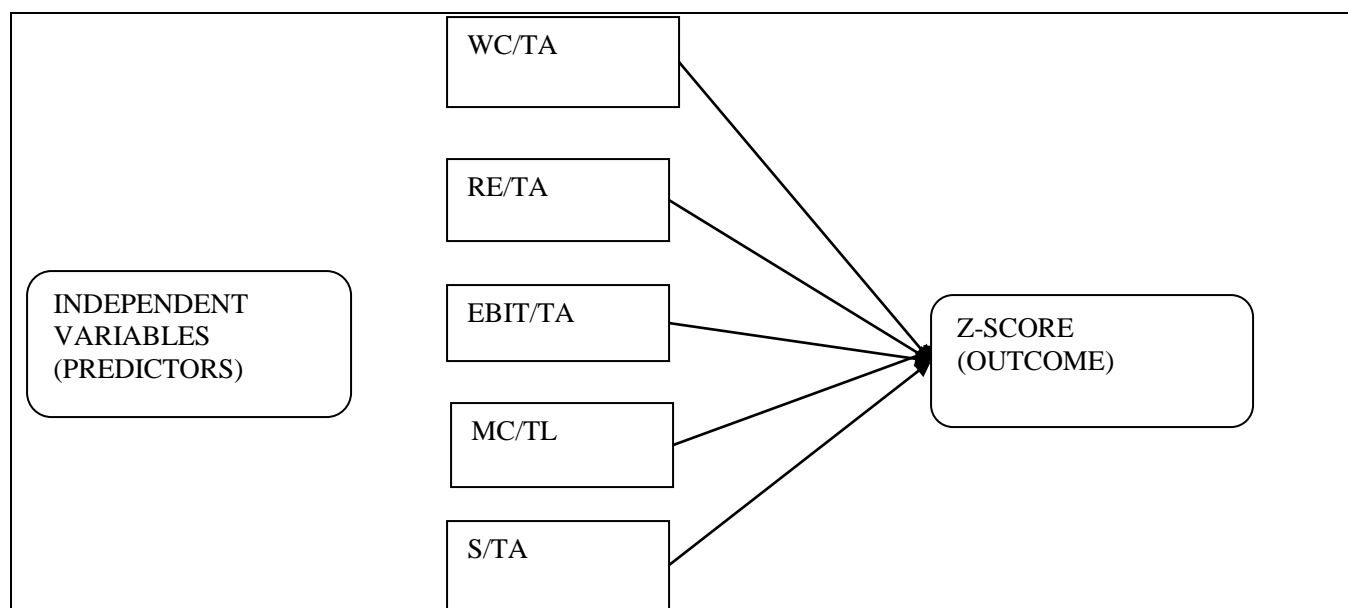 WC/TA
RE/TA
EBIT/TA
MC/TL
S/TA
INDEPENDENT
VARIABLES
(PREDICTORS)
Z-SCORE
(OUTCOME)